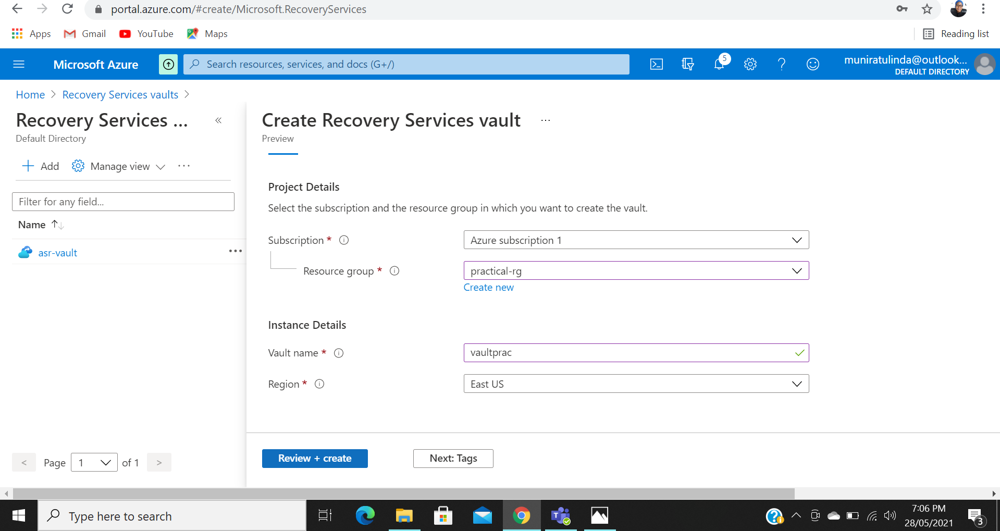 portal.azure.com/#create/Microsoft.RecoveryServices
Apps Gmail YouTube Maps Reading list
Microsoft Azure Search resources, services, and docs (G+/) 5 muniratulinda@outlook...
DEFAULT DIRECTORY
Home > Recovery Services vaults >
Recovery Services ... «
Default Directory
+ Add Manage view ...
Filter for any field...
Name ↑↓
asr-vault ...
< Page 1 of 1 >
Create Recovery Services vault ...
Preview
Project Details
Select the subscription and the resource group in which you want to create the vault.
Subscription * Azure subscription 1
Resource group * practical-rg
Create new
Instance Details
Vault name * vaultprac
Region * East US
Review + create Next: Tags
Type here to search
7:06 PM
28/05/2021
3